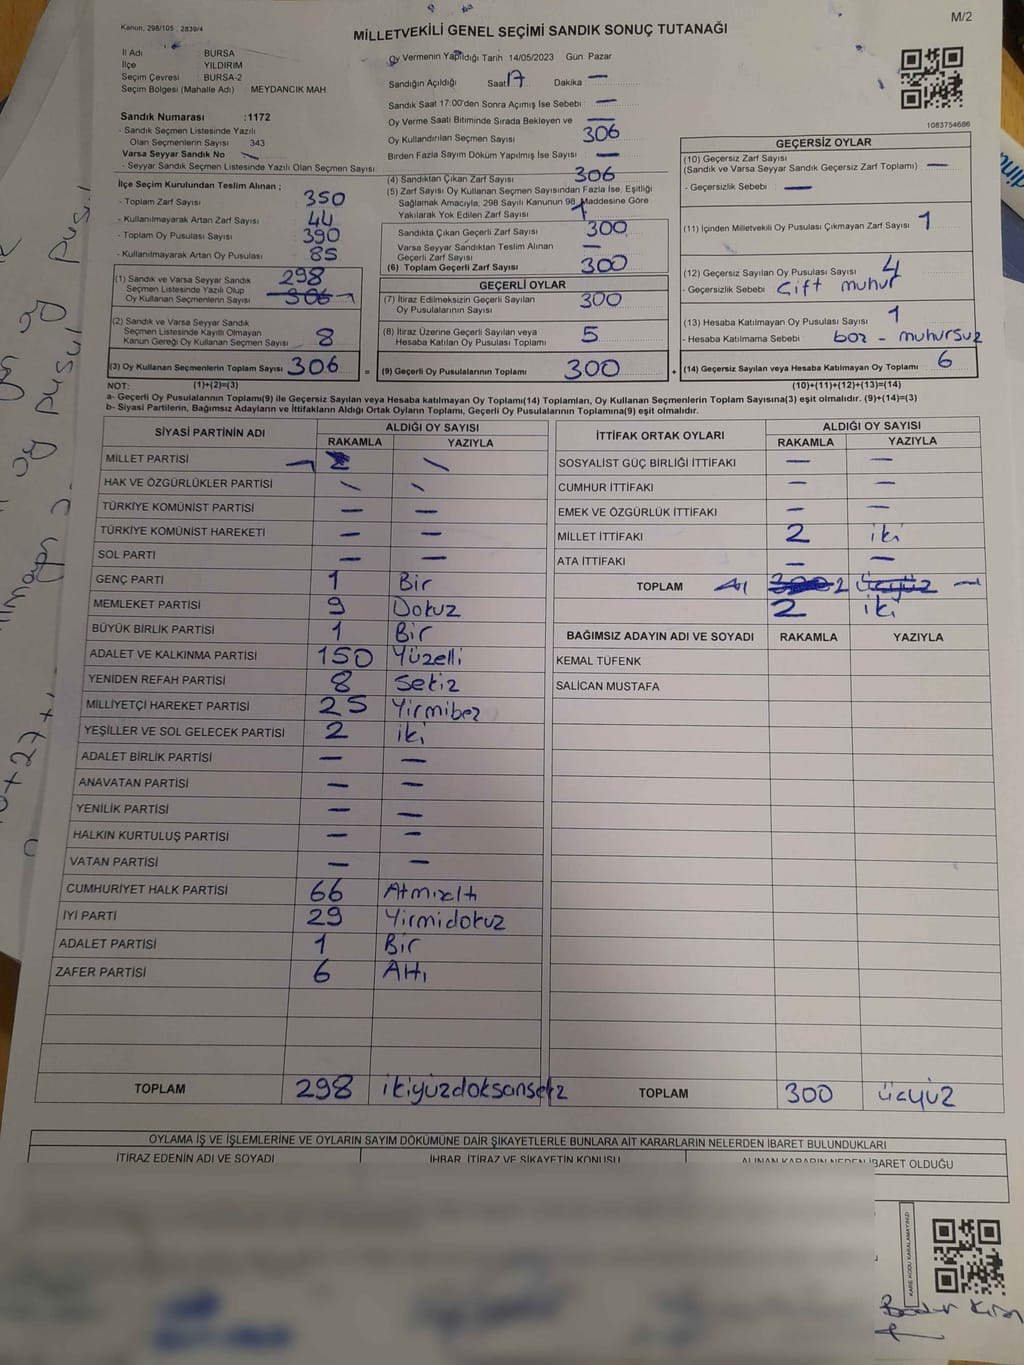 Kanun, 298/105 2839/4
M/2
MİLLETVEKİLİ GENEL SEÇİMİ SANDIK SONUÇ TUTANAĞI
İl Adı BURSA
İlçe YILDIRIM
Seçim Çevresi BURSA-2
Seçim Bölgesi (Mahalle Adı) MEYDANCIK MAH
Sandık Numarası :1172
- Sandık Seçmen Listesinde Yazılı
Olan Seçmenlerin Sayısı 343
Varsa Seyyar Sandık No
- Seyyar Sandık Seçmen Listesinde Yazılı Olan Seçmen Sayısı
İlçe Seçim Kurulundan Teslim Alınan ;
- Toplam Zarf Sayısı 350
- Kullanılmayarak Artan Zarf Sayısı 44
- Toplam Oy Pusulası Sayısı 390
- Kullanılmayarak Artan Oy Pusulası 85
(1) Sandık ve Varsa Seyyar Sandık
Seçmen Listesinde Yazılı Olup
Oy Kullanan Seçmenlerin Sayısı 298 306
(2) Sandık ve Varsa Seyyar Sandık
Seçmen Listesinde Kayıtlı Olmayan
Kanun Gereği Oy Kullanan Seçmen Sayısı 8
(3) Oy Kullanan Seçmenlerin Toplam Sayısı 306 =
Oy Vermenin Yapıldığı Tarih 14/05/2023 Gün: Pazar
Sandığın Açıldığı Saat 17 Dakika —
Sandık Saat 17:00'den Sonra Açımış İse Sebebi —
Oy Verme Saati Bitiminde Sırada Bekleyen ve —
Oy Kullandırılan Seçmen Sayısı 306
Birden Fazla Sayım Döküm Yapılmış İse Sayısı —
(4) Sandıktan Çıkan Zarf Sayısı 306
(5) Zarf Sayısı Oy Kullanan Seçmen Sayısından Fazla İse, Eşitliği
Sağlamak Amacıyla, 298 Sayılı Kanunun 98. Maddesine Göre
Yakılarak Yok Edilen Zarf Sayısı 1
Sandıkta Çıkan Geçerli Zarf Sayısı 300
Varsa Seyyar Sandıktan Teslim Alınan
Geçerli Zarf Sayısı —
(6) Toplam Geçerli Zarf Sayısı 300
GEÇERLİ OYLAR
(7) İtiraz Edilmeksizin Geçerli Sayılan
Oy Pusulalarının Sayısı 300
(8) İtiraz Üzerine Geçerli Sayılan veya
Hesaba Katılan Oy Pusulası Toplamı 5
(9) Geçerli Oy Pusulalarının Toplamı 300 +
1083754686
GEÇERSİZ OYLAR
(10) Geçersiz Zarf Sayısı
(Sandık ve Varsa Seyyar Sandık Geçersiz Zarf Toplamı) —
- Geçersizlik Sebebi —
(11) İçinden Milletvekili Oy Pusulası Çıkmayan Zarf Sayısı 1
(12) Geçersiz Sayılan Oy Pusulası Sayısı 4
- Geçersizlik Sebebi Çift muhur
(13) Hesaba Katılmayan Oy Pusulası Sayısı 1
- Hesaba Katılmama Sebebi boz - muhursuz
(14) Geçersiz Sayılan veya Hesaba Katılmayan Oy Toplamı 6
NOT: (1)+(2)=(3) (10)+(11)+(12)+(13)=(14)
a- Geçerli Oy Pusulalarının Toplamı(9) ile Geçersiz Sayılan veya Hesaba katılmayan Oy Toplamı(14) Toplamları, Oy Kullanan Seçmenlerin Toplam Sayısına(3) eşit olmalıdır. (9)+(14)=(3)
b- Siyasi Partilerin, Bağımsız Adayların ve İttifakların Aldığı Ortak Oyların Toplamı, Geçerli Oy Pusulalarının Toplamına(9) eşit olmalıdır.
SİYASİ PARTİNİN ADI ALDIĞI OY SAYISI
RAKAMLA YAZIYLA
MİLLET PARTİSİ
HAK VE ÖZGÜRLÜKLER PARTİSİ
TÜRKİYE KOMÜNİST PARTİSİ — —
TÜRKİYE KOMÜNİST HAREKETİ — —
SOL PARTİ — —
GENÇ PARTİ 1 Bir
MEMLEKET PARTİSİ 9 Dokuz
BÜYÜK BİRLİK PARTİSİ 1 Bir
ADALET VE KALKINMA PARTİSİ 150 Yüzelli
YENİDEN REFAH PARTİSİ 8 Sekiz
MİLLİYETÇİ HAREKET PARTİSİ 25 Yirmibeş
YEŞİLLER VE SOL GELECEK PARTİSİ 2 iki
ADALET BİRLİK PARTİSİ — —
ANAVATAN PARTİSİ — —
YENİLİK PARTİSİ — —
HALKIN KURTULUŞ PARTİSİ — —
VATAN PARTİSİ — —
CUMHURİYET HALK PARTİSİ 66 Atmıxaltı
İYİ PARTİ 29 Yirmidokuz
ADALET PARTİSİ 1 Bir
ZAFER PARTİSİ 6 Altı
TOPLAM 298 ikiyüzdoksansekiz
İTTİFAK ORTAK OYLARI ALDIĞI OY SAYISI
RAKAMLA YAZIYLA
SOSYALİST GÜÇ BİRLİĞİ İTTİFAKI — —
CUMHUR İTTİFAKI — —
EMEK VE ÖZGÜRLÜK İTTİFAKI — —
MİLLET İTTİFAKI 2 iki
ATA İTTİFAKI — —
TOPLAM 300 2 üçyüz
2 iki
BAĞIMSIZ ADAYIN ADI VE SOYADI RAKAMLA YAZIYLA
KEMAL TÜFENK
SALİCAN MUSTAFA
TOPLAM 300 üçyüz
OYLAMA İŞ VE İŞLEMLERİNE VE OYLARIN SAYIM DÖKÜMÜNE DAİR ŞİKAYETLERLE BUNLARA AİT KARARLARIN NELERDEN İBARET BULUNDUKLARI
İTİRAZ EDENİN ADI VE SOYADI İHBAR, İTİRAZ VE ŞİKAYETİN KONUSU ALINAN KARARIN NEDEN İBARET OLDUĞU
KARE KODU KARALAMAYINIZ!